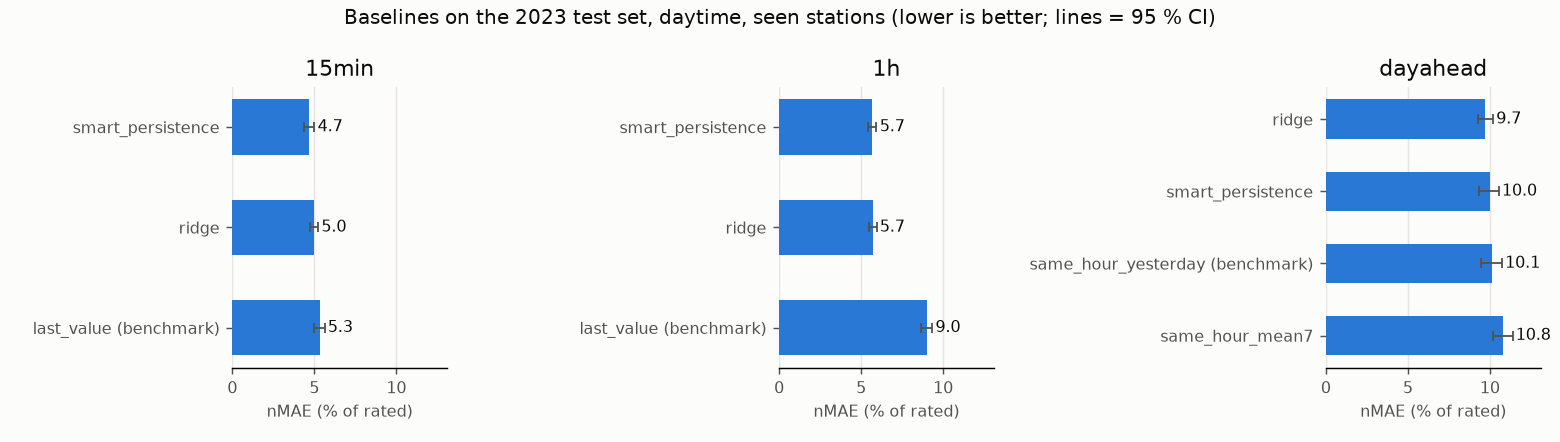 Baselines on the 2023 test set, daytime, seen stations (lower is better; lines = 95 % CI)
15min
smart_persistence
4.7
ridge
5.0
last_value (benchmark)
5.3
0 5 10
nMAE (% of rated)
1h
smart_persistence
5.7
ridge
5.7
last_value (benchmark)
9.0
0 5 10
nMAE (% of rated)
dayahead
ridge
9.7
smart_persistence
10.0
same_hour_yesterday (benchmark)
10.1
same_hour_mean7
10.8
0 5 10
nMAE (% of rated)